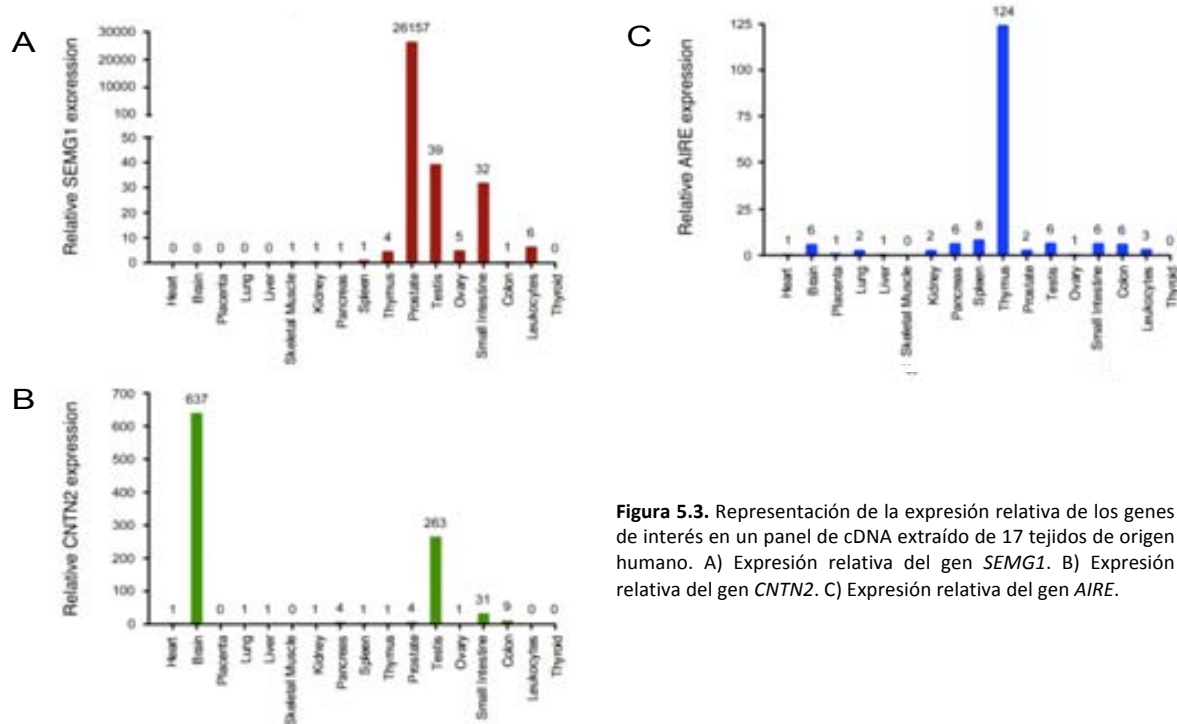 A
Relative SEMG1 expression
30000
20000
10000
100
50
40
30
20
10
0
0 0 0 0 0 1 1 1 1 4 26157 39 5 32 1 6 0
Heart
Brain
Placenta
Lung
Liver
Skeletal Muscle
Kidney
Pancreas
Spleen
Thymus
Prostate
Testis
Ovary
Small Intestine
Colon
Leukocytes
Thyroid
C
Relative AIRE expression
125
100
75
50
25
0
1 6 1 2 1 0 2 6 8 124 2 6 1 6 6 3 0
Heart
Brain
Placenta
Lung
Liver
Skeletal Muscle
Kidney
Pancreas
Spleen
Thymus
Prostate
Testis
Ovary
Small Intestine
Colon
Leukocytes
Thyroid
B
Relative CNTN2 expression
700
600
500
400
300
200
100
0
1 637 0 1 1 0 1 4 1 1 4 263 1 31 9 0 0
Heart
Brain
Placenta
Lung
Liver
Skeletal Muscle
Kidney
Pancreas
Spleen
Thymus
Prostate
Testis
Ovary
Small Intestine
Colon
Leukocytes
Thyroid
Figura 5.3. Representación de la expresión relativa de los genes
de interés en un panel de cDNA extraído de 17 tejidos de origen
humano. A) Expresión relativa del gen SEMG1. B) Expresión
relativa del gen CNTN2. C) Expresión relativa del gen AIRE.